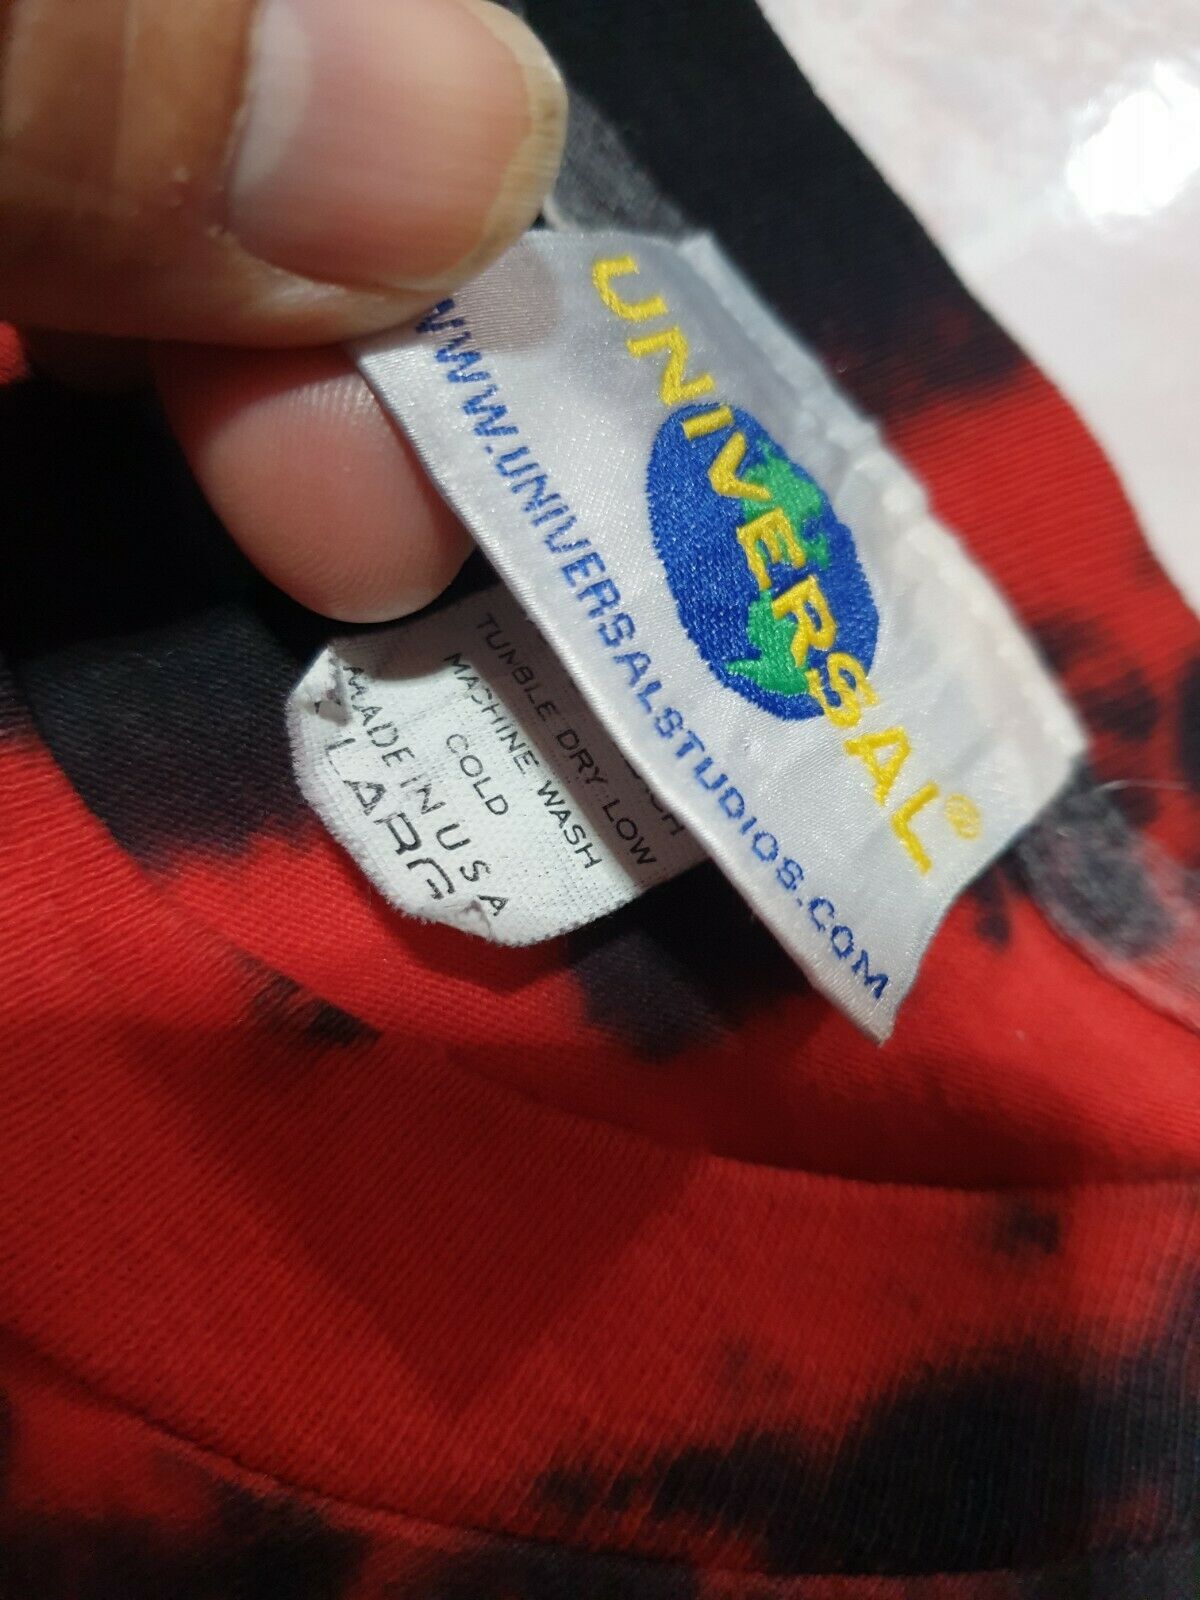 UNIVERSAL®
WWW.UNIVERSALSTUDIOS.COM
TUMBLE DRY LOW
MACHINE WASH
COLD
MADE IN U S A